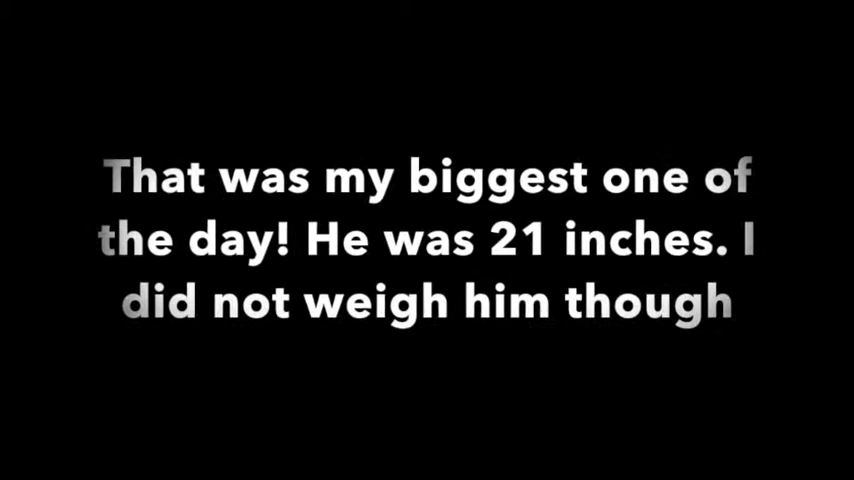 That was my biggest one of
the day! He was 21 inches. I
did not weigh him though